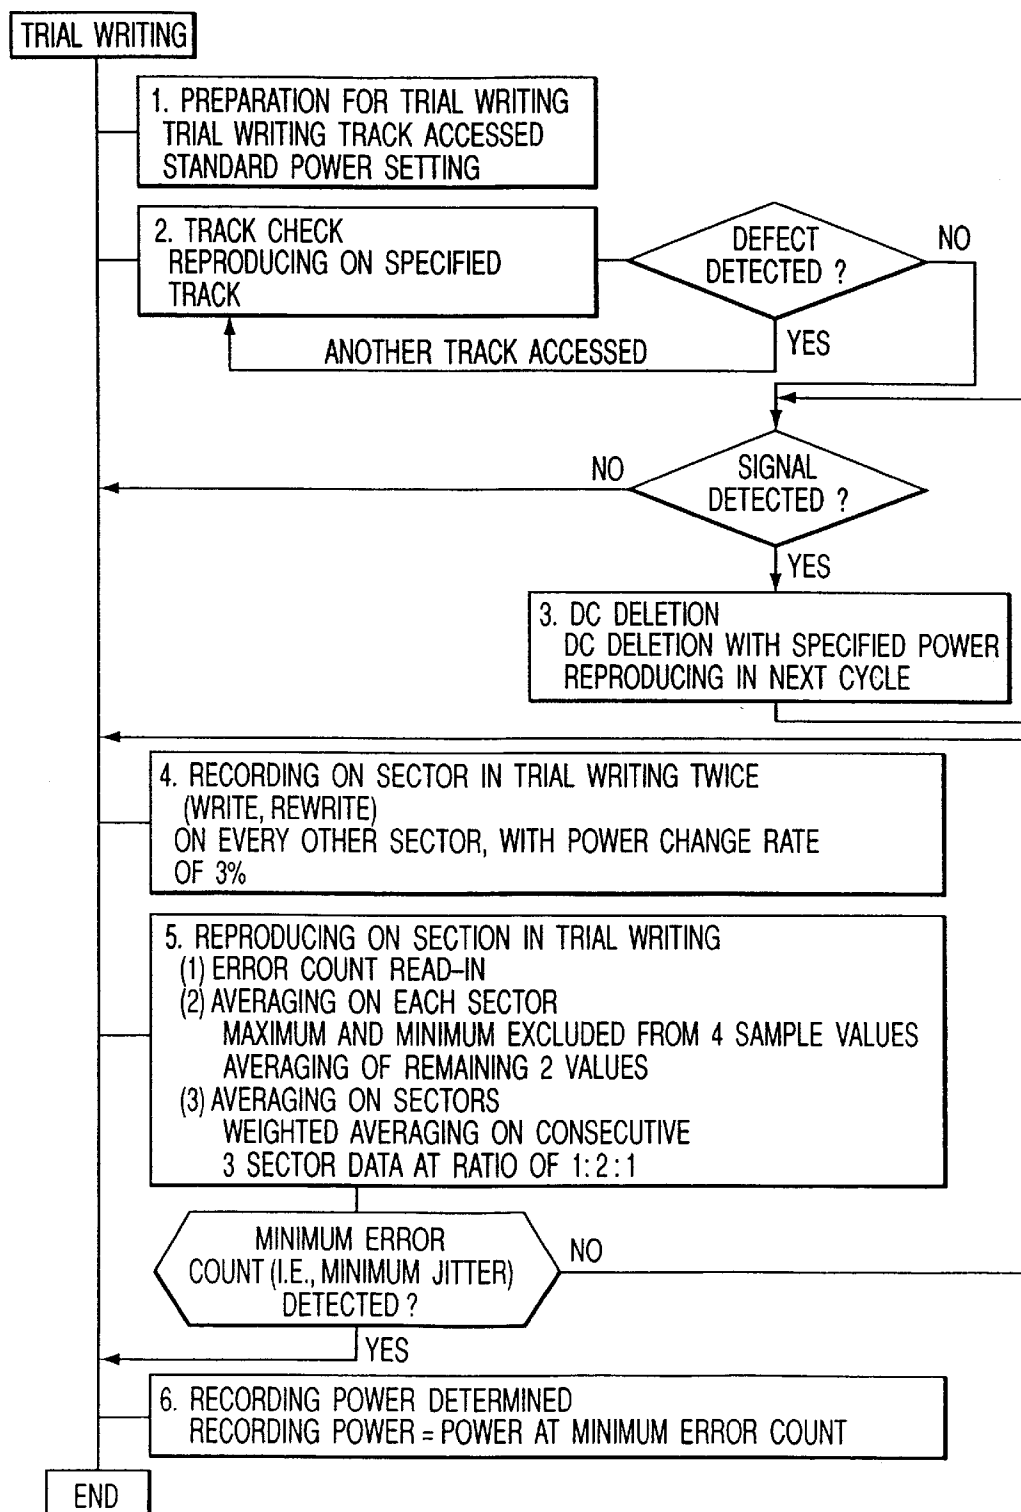 TRIAL WRITING
1. PREPARATION FOR TRIAL WRITING
TRIAL WRITING TRACK ACCESSED
STANDARD POWER SETTING
2. TRACK CHECK
REPRODUCING ON SPECIFIED
TRACK
DEFECT
DETECTED ?
NO
YES
ANOTHER TRACK ACCESSED
NO
SIGNAL
DETECTED ?
YES
3. DC DELETION
DC DELETION WITH SPECIFIED POWER
REPRODUCING IN NEXT CYCLE
4. RECORDING ON SECTOR IN TRIAL WRITING TWICE
(WRITE, REWRITE)
ON EVERY OTHER SECTOR, WITH POWER CHANGE RATE
OF 3%
5. REPRODUCING ON SECTION IN TRIAL WRITING
(1) ERROR COUNT READ-IN
(2) AVERAGING ON EACH SECTOR
MAXIMUM AND MINIMUM EXCLUDED FROM 4 SAMPLE VALUES
AVERAGING OF REMAINING 2 VALUES
(3) AVERAGING ON SECTORS
WEIGHTED AVERAGING ON CONSECUTIVE
3 SECTOR DATA AT RATIO OF 1:2:1
MINIMUM ERROR
COUNT (I.E., MINIMUM JITTER)
DETECTED ?
NO
YES
6. RECORDING POWER DETERMINED
RECORDING POWER = POWER AT MINIMUM ERROR COUNT
END